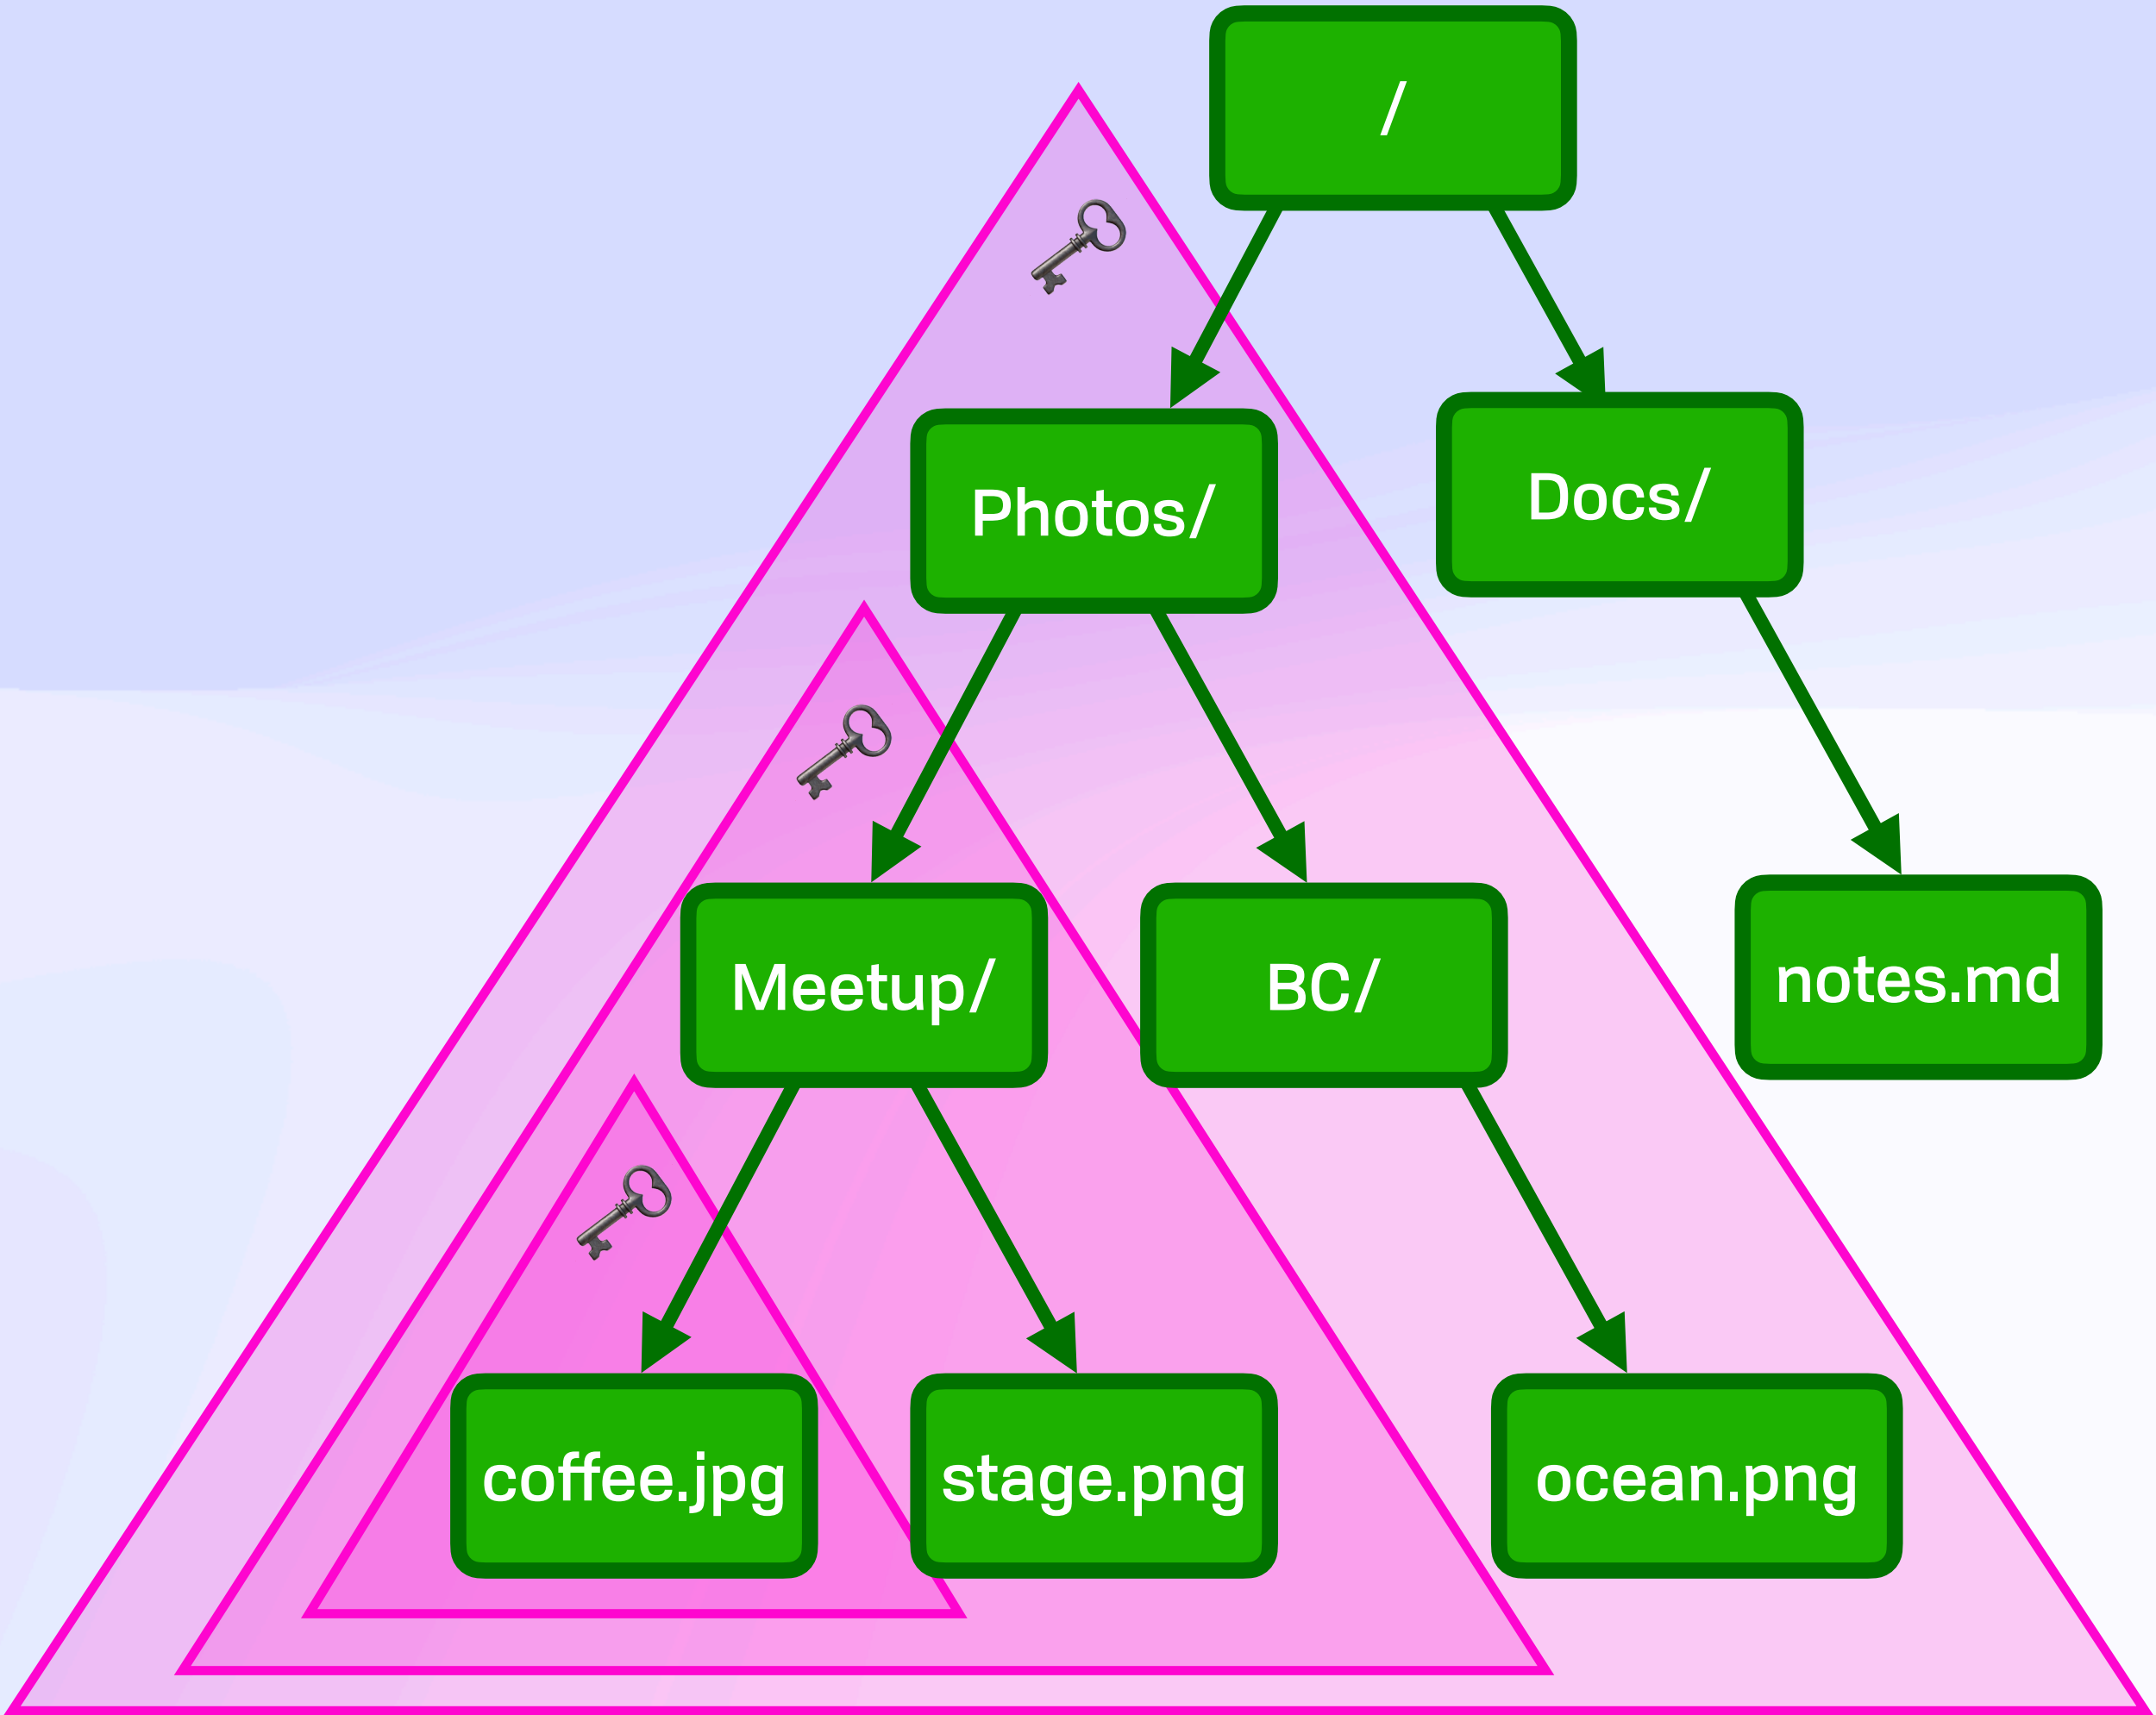 /
Photos/
Docs/
Meetup/
BC/
notes.md
coffee.jpg
stage.png
ocean.png